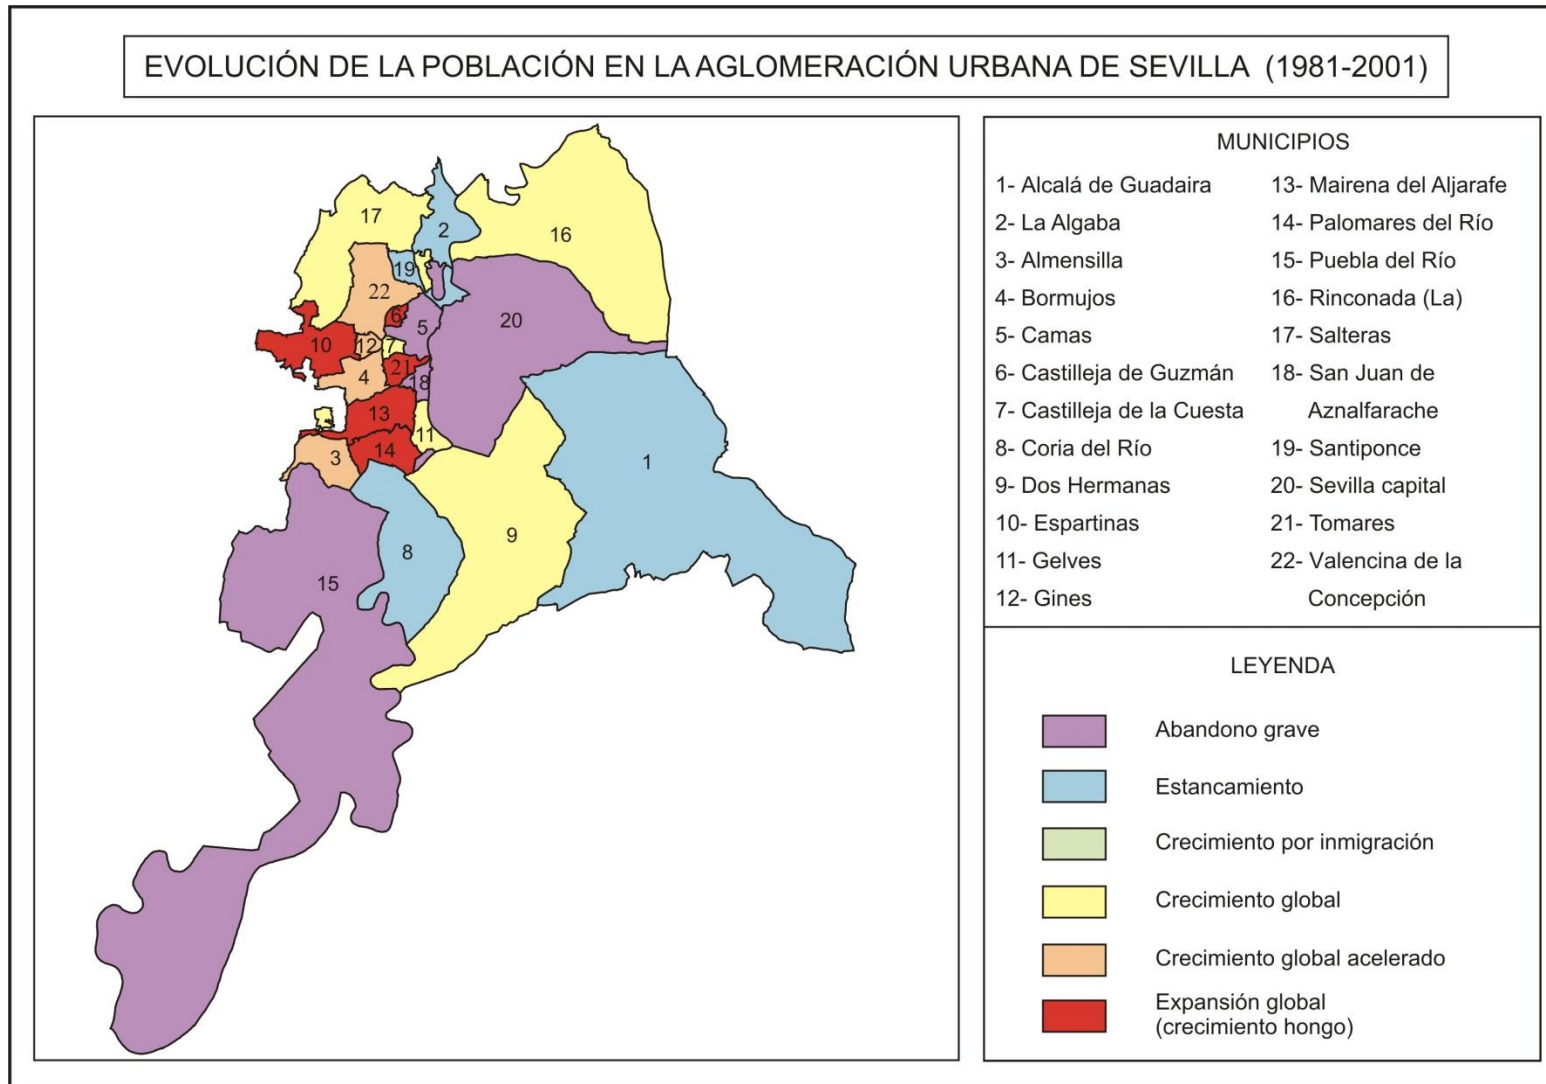 EVOLUCIÓN DE LA POBLACIÓN EN LA AGLOMERACIÓN URBANA DE SEVILLA (1981-2001)
17
2
16
19
22
6
5
20
10
12
7
21
4
18
13
11
14
3
1
9
8
15
MUNICIPIOS
1- Alcalá de Guadaira
2- La Algaba
3- Almensilla
4- Bormujos
5- Camas
6- Castilleja de Guzmán
7- Castilleja de la Cuesta
8- Coria del Río
9- Dos Hermanas
10- Espartinas
11- Gelves
12- Gines
13- Mairena del Aljarafe
14- Palomares del Río
15- Puebla del Río
16- Rinconada (La)
17- Salteras
18- San Juan de
Aznalfarache
19- Santiponce
20- Sevilla capital
21- Tomares
22- Valencina de la
Concepción
LEYENDA
Abandono grave
Estancamiento
Crecimiento por inmigración
Crecimiento global
Crecimiento global acelerado
Expansión global
(crecimiento hongo)